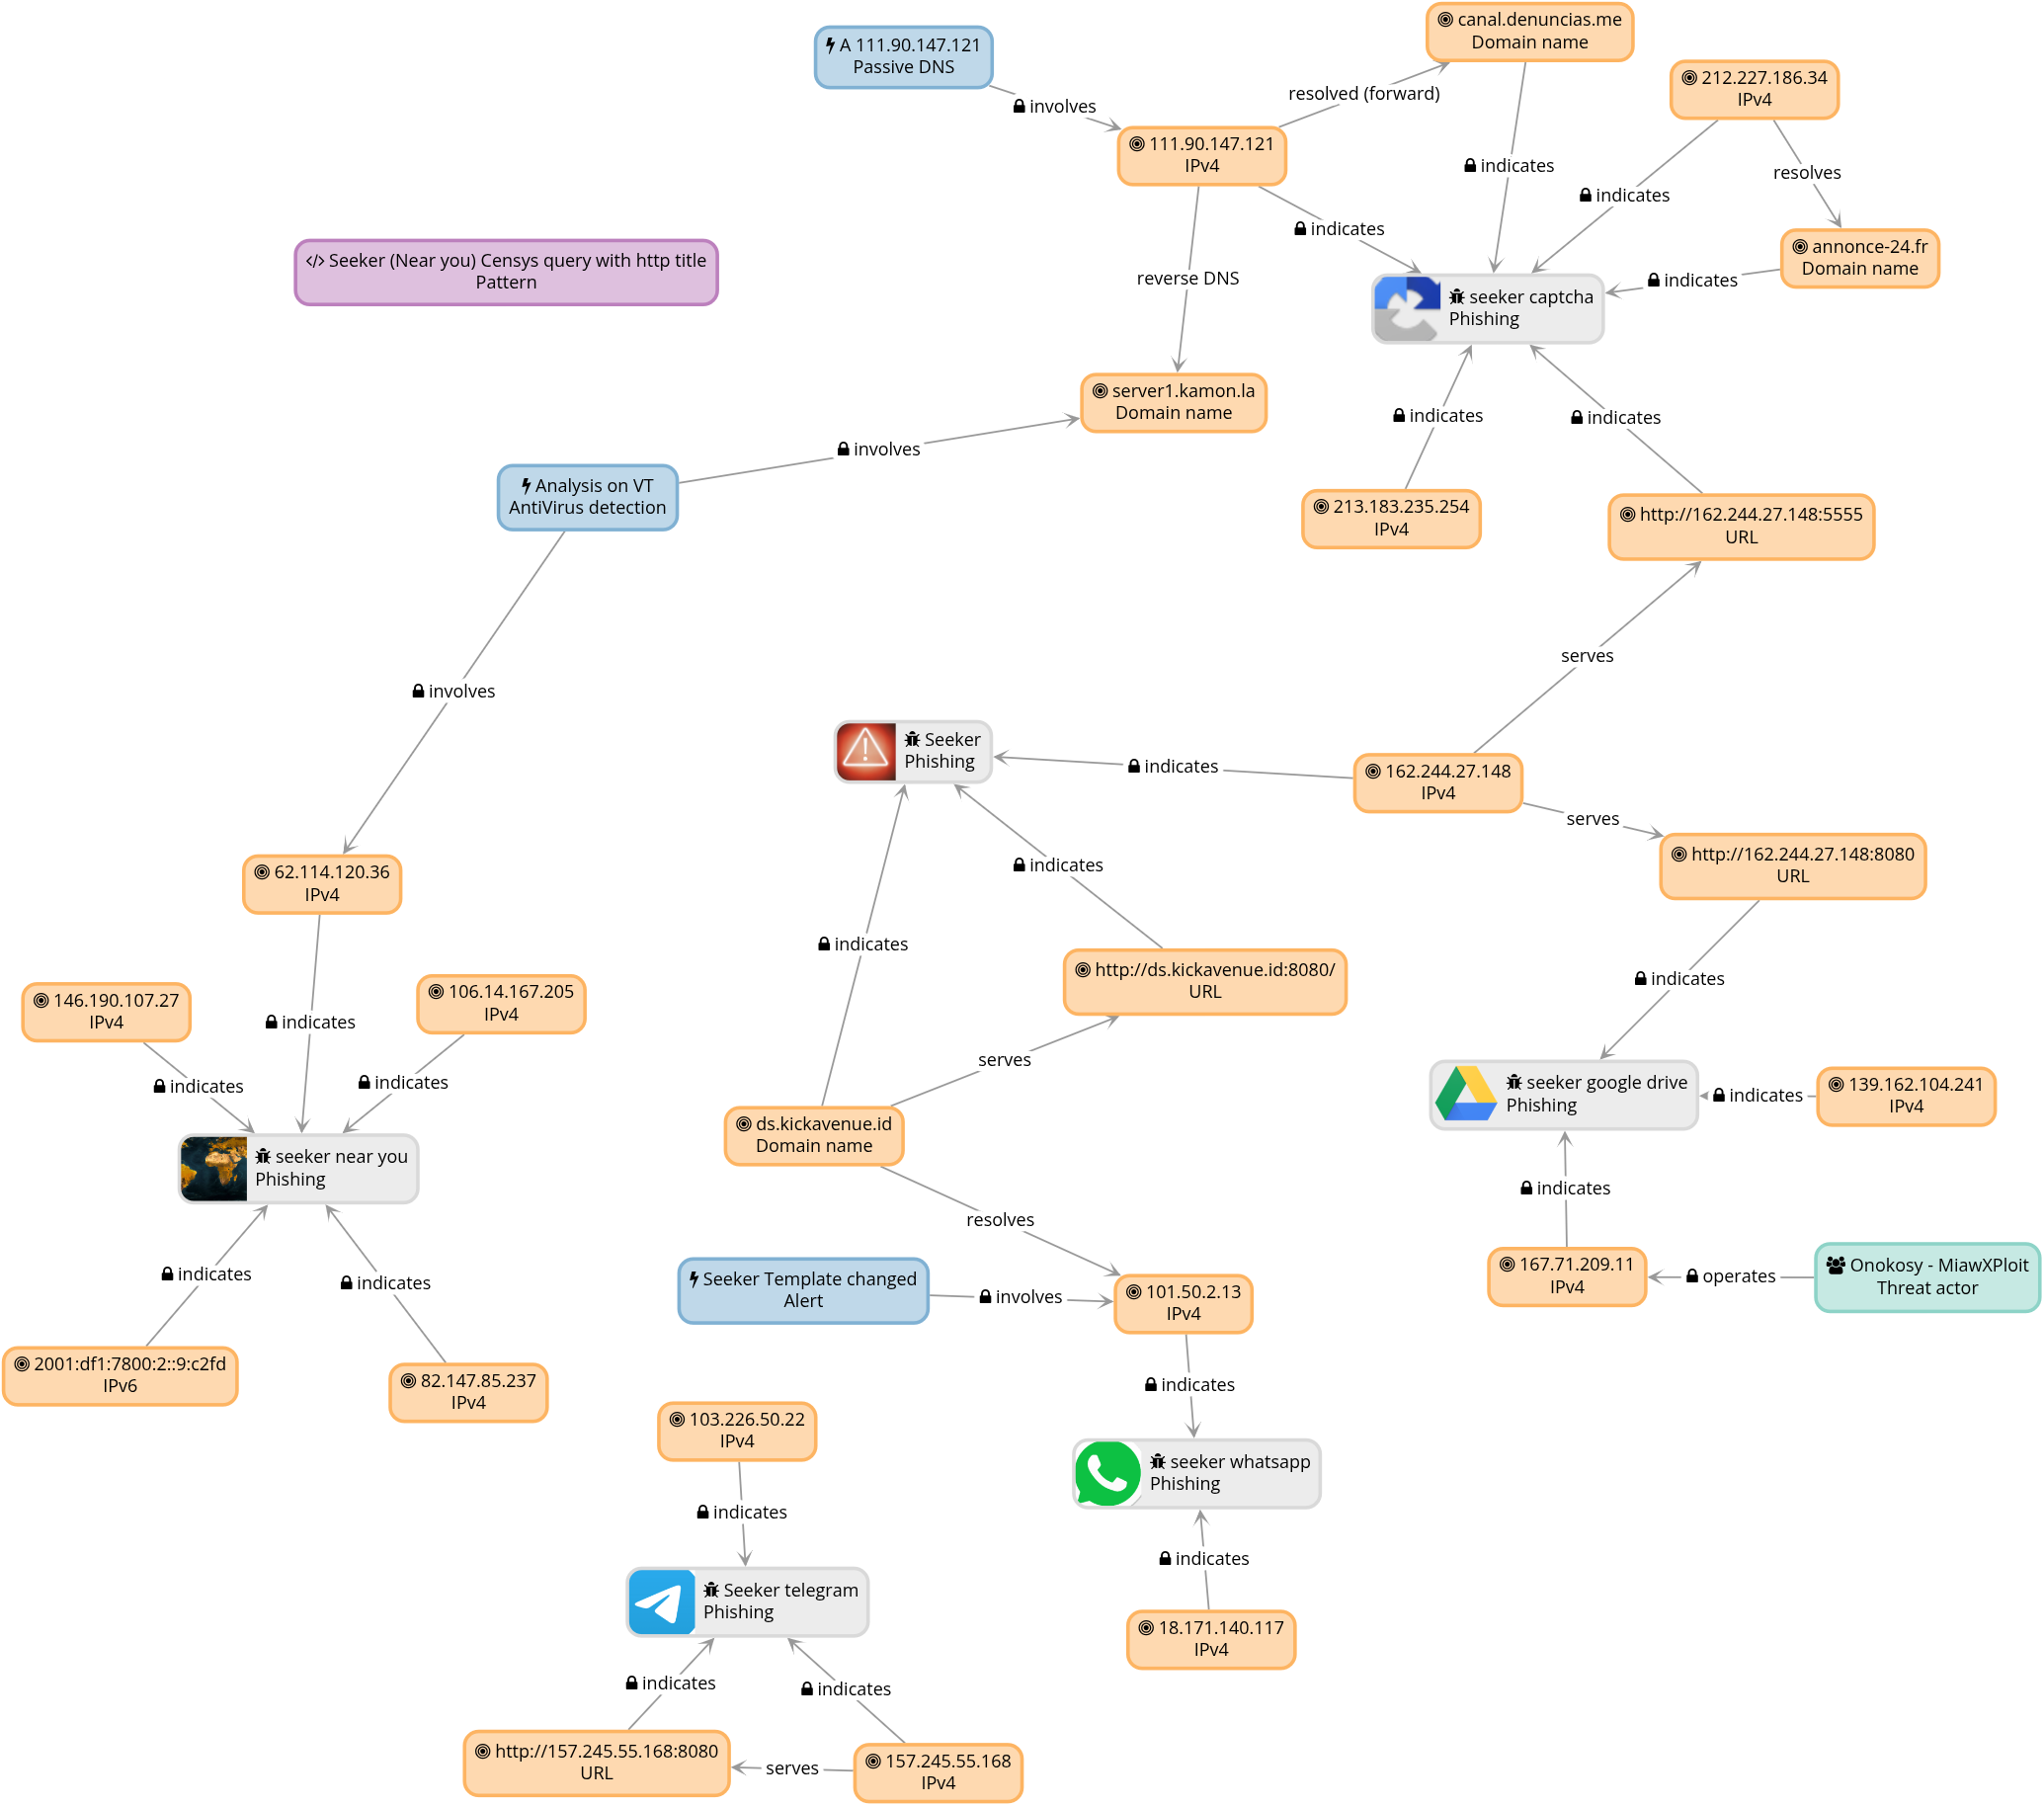 canal.denuncias.me
Domain name
A 111.90.147.121
Passive DNS
212.227.186.34
IPv4
resolved (forward)
involves
111.90.147.121
IPv4
indicates
resolves
indicates
indicates
annonce-24.fr
Domain name
Seeker (Near you) Censys query with http title
Pattern
reverse DNS
indicates
seeker captcha
Phishing
server1.kamon.la
Domain name
indicates
indicates
involves
Analysis on VT
AntiVirus detection
213.183.235.254
IPv4
http://162.244.27.148:5555
URL
serves
involves
Seeker
Phishing
indicates
162.244.27.148
IPv4
serves
http://162.244.27.148:8080
URL
62.114.120.36
IPv4
indicates
indicates
http://ds.kickavenue.id:8080/
URL
indicates
146.190.107.27
IPv4
106.14.167.205
IPv4
indicates
serves
indicates
indicates
seeker google drive
Phishing
indicates
139.162.104.241
IPv4
ds.kickavenue.id
Domain name
seeker near you
Phishing
indicates
resolves
indicates
indicates
Seeker Template changed
Alert
involves
101.50.2.13
IPv4
167.71.209.11
IPv4
operates
Onokosy - MiawXPloit
Threat actor
2001:df1:7800:2::9:c2fd
IPv6
82.147.85.237
IPv4
indicates
103.226.50.22
IPv4
seeker whatsapp
Phishing
indicates
indicates
Seeker telegram
Phishing
18.171.140.117
IPv4
indicates
indicates
http://157.245.55.168:8080
URL
serves
157.245.55.168
IPv4